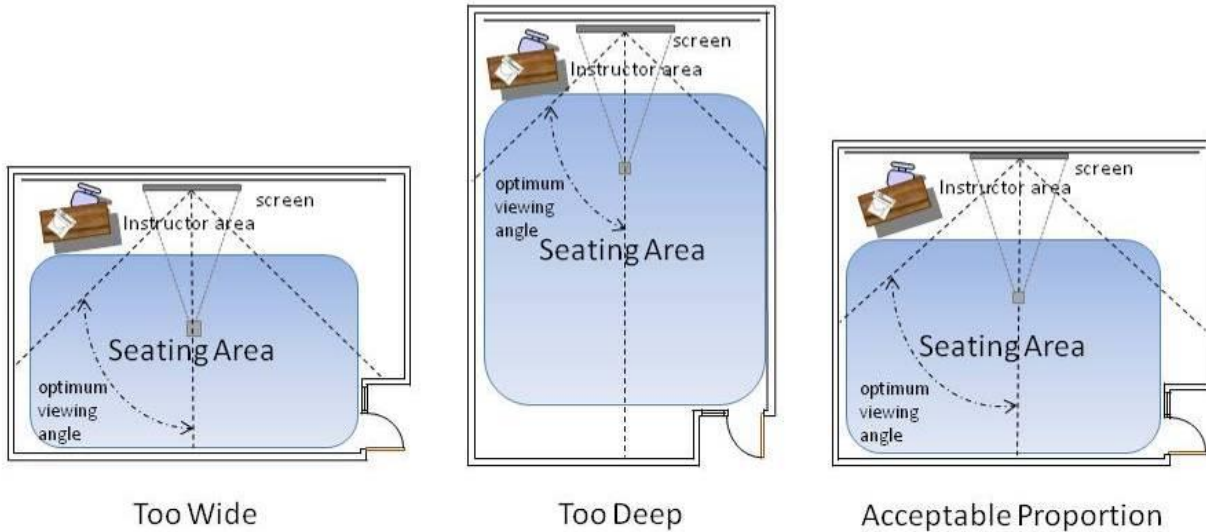 screen
Instructor area
Seating Area
optimum
viewing
angle
Too Wide
screen
Instructor area
optimum
viewing
angle
Seating Area
Too Deep
screen
Instructor area
Seating Area
optimum
viewing
angle
Acceptable Proportion